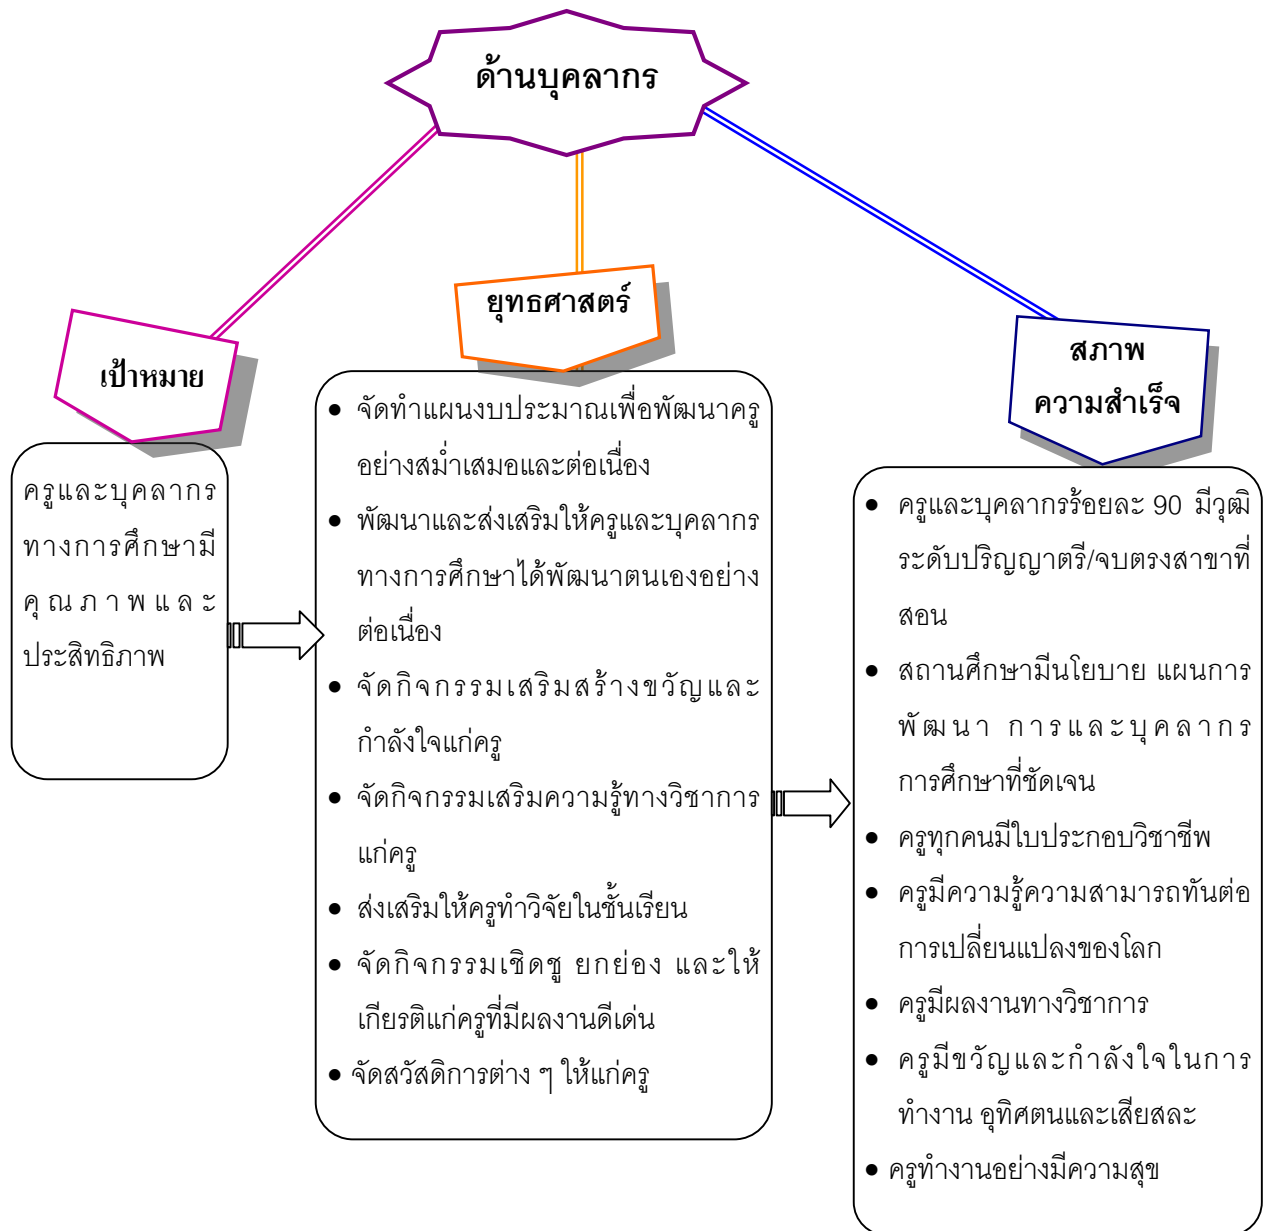 ด้านบุคลากร
เป้าหมาย
ครูและบุคลากร
ทางการศึกษามี
คุณภาพและ
ประสิทธิภาพ
ยุทธศาสตร์
• จัดทำแผนงบประมาณเพื่อพัฒนาครู
อย่างสม่ำเสมอและต่อเนื่อง
• พัฒนาและส่งเสริมให้ครูและบุคลากร
ทางการศึกษาได้พัฒนาตนเองอย่าง
ต่อเนื่อง
• จัดกิจกรรมเสริมสร้างขวัญและ
กำลังใจแก่ครู
• จัดกิจกรรมเสริมความรู้ทางวิชาการ
แก่ครู
• ส่งเสริมให้ครูทำวิจัยในชั้นเรียน
• จัดกิจกรรมเชิดชู ยกย่อง และให้
เกียรติแก่ครูที่มีผลงานดีเด่น
• จัดสวัสดิการต่าง ๆ ให้แก่ครู
สภาพ
ความสำเร็จ
• ครูและบุคลากรร้อยละ 90 มีวุฒิ
ระดับปริญญาตรี/จบตรงสาขาที่
สอน
• สถานศึกษามีนโยบาย แผนการ
พัฒนา การและบุคลากร
การศึกษาที่ชัดเจน
• ครูทุกคนมีใบประกอบวิชาชีพ
• ครูมีความรู้ความสามารถทันต่อ
การเปลี่ยนแปลงของโลก
• ครูมีผลงานทางวิชาการ
• ครูมีขวัญและกำลังใจในการ
ทำงาน อุทิศตนและเสียสละ
• ครูทำงานอย่างมีความสุข